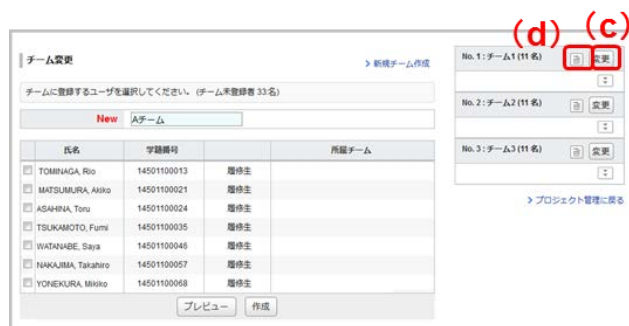 (d) (c)
チーム変更
> 新規チーム作成
チームに登録するユーザを選択してください。 (チーム未登録者 33名)
New Aチーム
氏名 学籍番号 所属チーム
TOMINAGA, Rio 14501100013 履修生
MATSUMURA, Akiko 14501100021 履修生
ASAHINA, Toru 14501100024 履修生
TSUKAMOTO, Fumi 14501100035 履修生
WATANABE, Saya 14501100046 履修生
NAKAJIMA, Takahiro 14501100057 履修生
YONEKURA, Mikiko 14501100068 履修生
プレビュー 作成
No. 1 : チーム1 (11 名) 変更
No. 2 : チーム2 (11 名) 変更
No. 3 : チーム3 (11 名) 変更
> プロジェクト管理に戻る